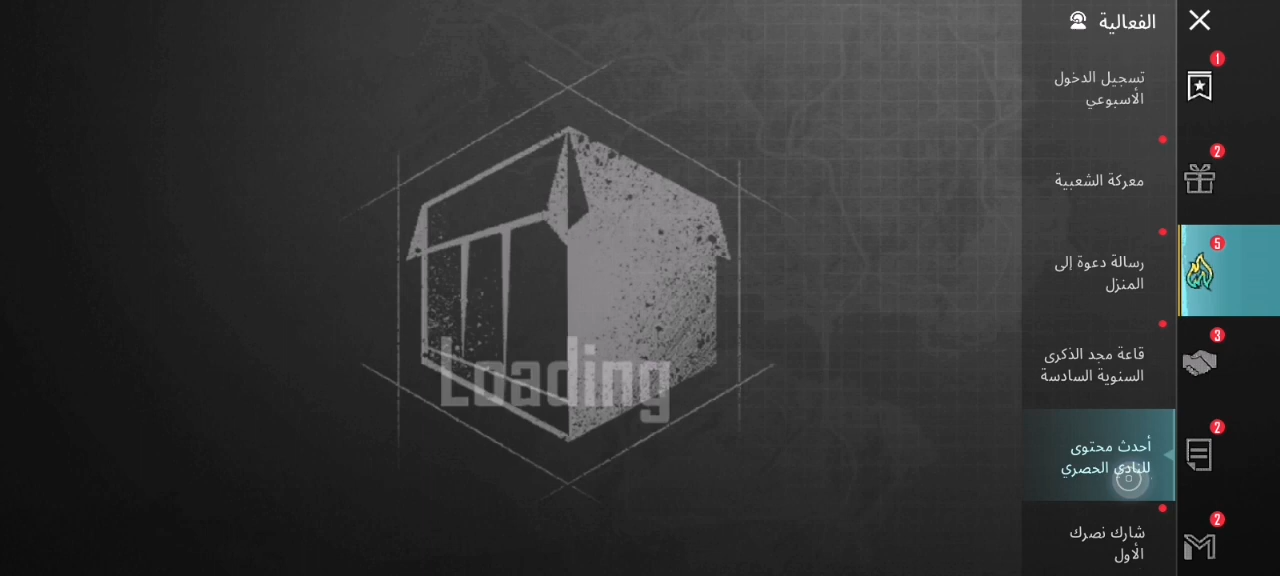 الفعالية
تسجيل الدخول
الأسبوعي
معركة الشعبية
رسالة دعوة إلى
المنزل
قاعة مجد الذكرى
السنوية السادسة
أحدث محتوى
للنادي الحصري
شارك نصرك
الأول
1
2
5
3
2
2
Loading